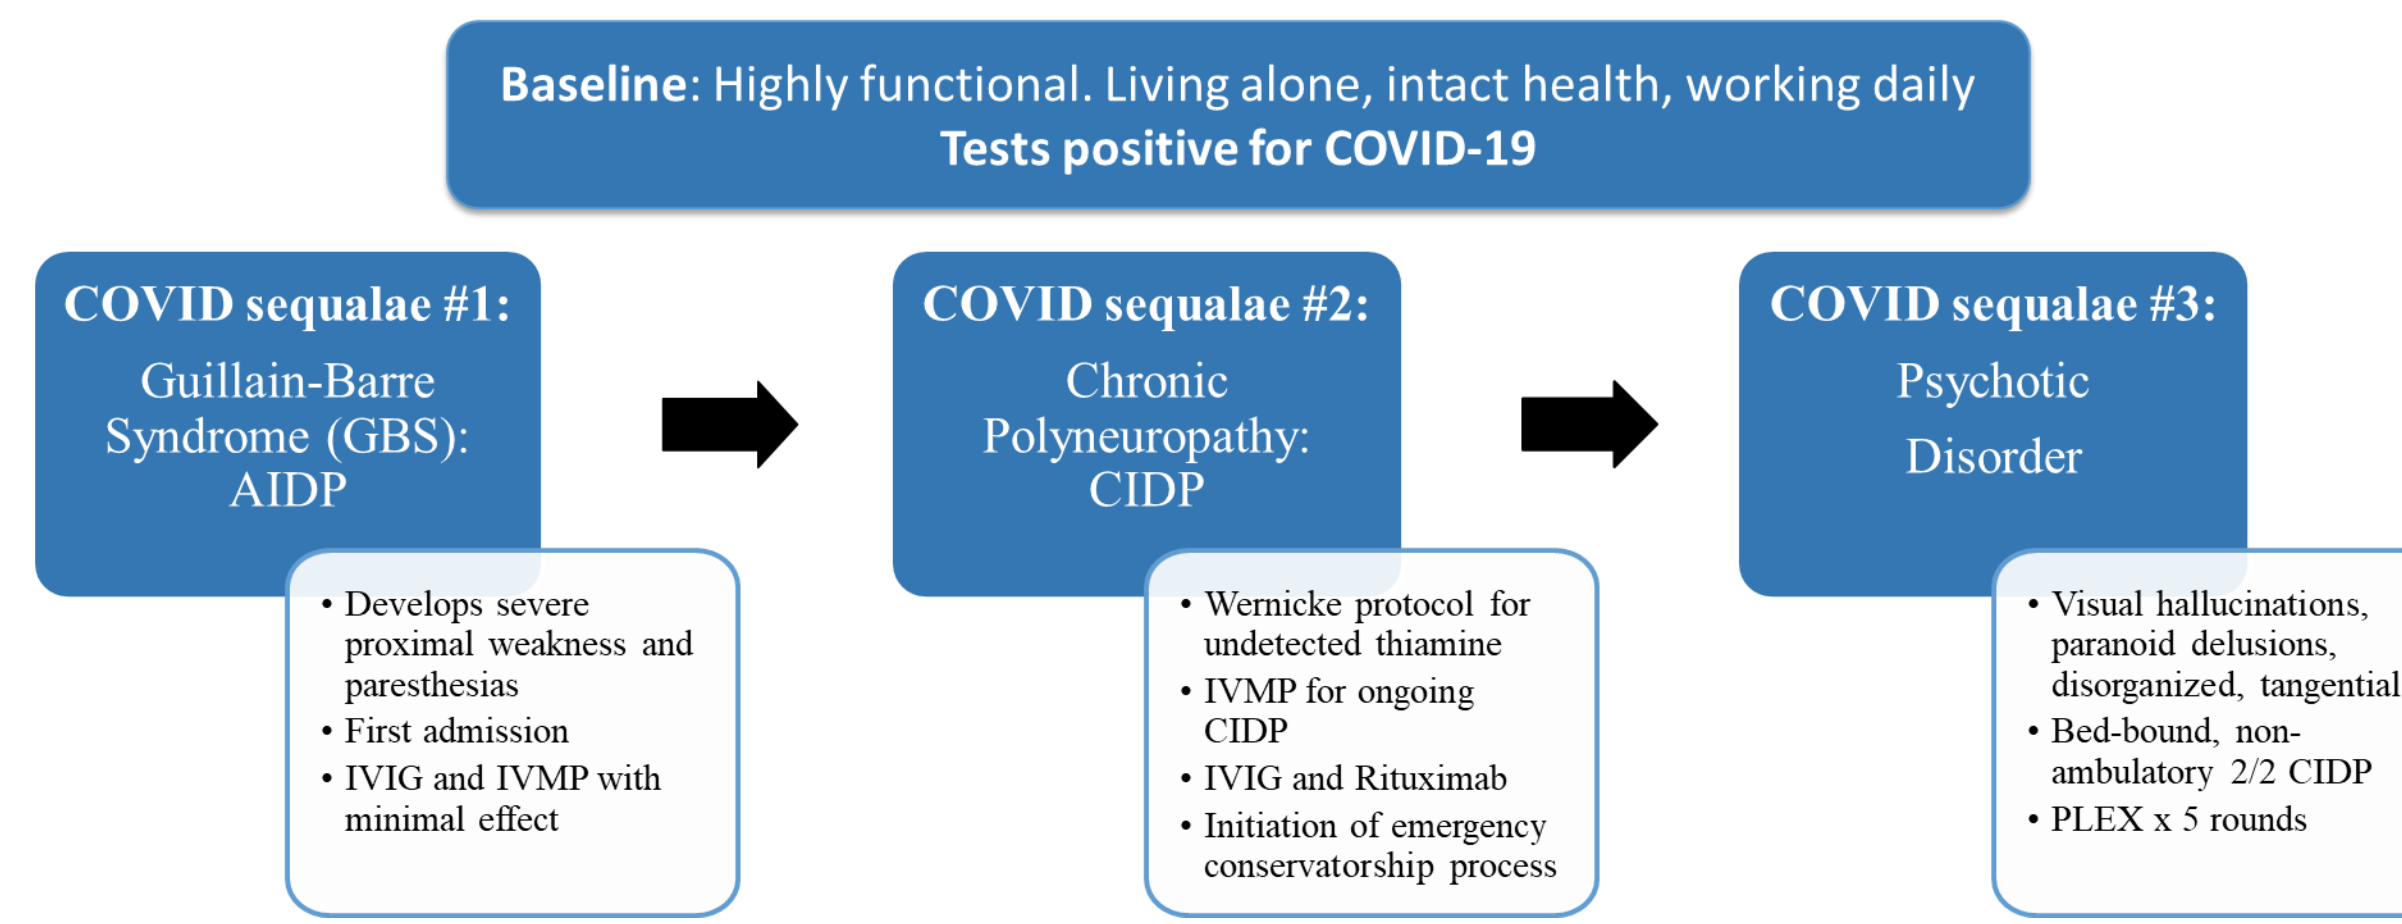 Baseline: Highly functional. Living alone, intact health, working daily
Tests positive for COVID-19
COVID sequalae #1:
Guillain-Barre
Syndrome (GBS):
AIDP
• Develops severe
proximal weakness and
paresthesias
• First admission
• IVIG and IVMP with
minimal effect
COVID sequalae #2:
Chronic
Polyneuropathy:
CIDP
• Wernicke protocol for
undetected thiamine
• IVMP for ongoing
CIDP
• IVIG and Rituximab
• Initiation of emergency
conservatorship process
COVID sequalae #3:
Psychotic
Disorder
• Visual hallucinations,
paranoid delusions,
disorganized, tangential
• Bed-bound, non-
ambulatory 2/2 CIDP
• PLEX x 5 rounds